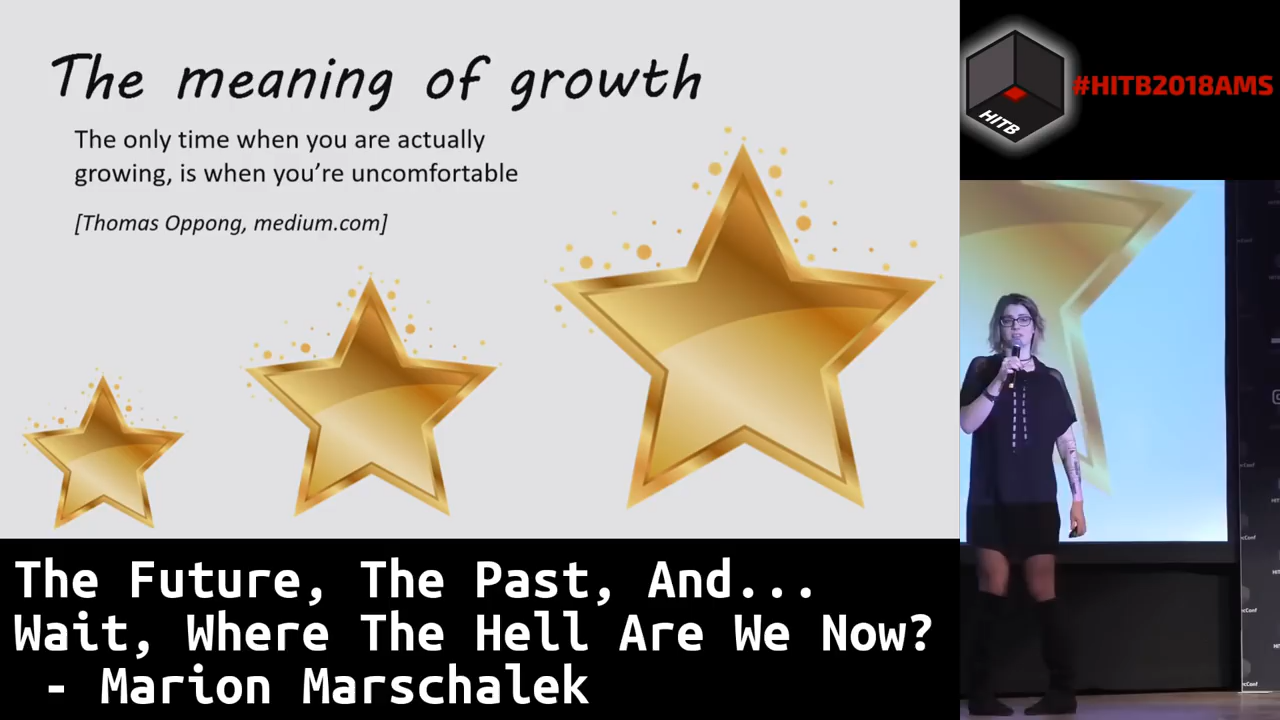 The meaning of growth
The only time when you are actually
growing, is when you're uncomfortable
[Thomas Oppong, medium.com]
HITB
#HITB2018AMS
The Future, The Past, And...
Wait, Where The Hell Are We Now?
- Marion Marschalek